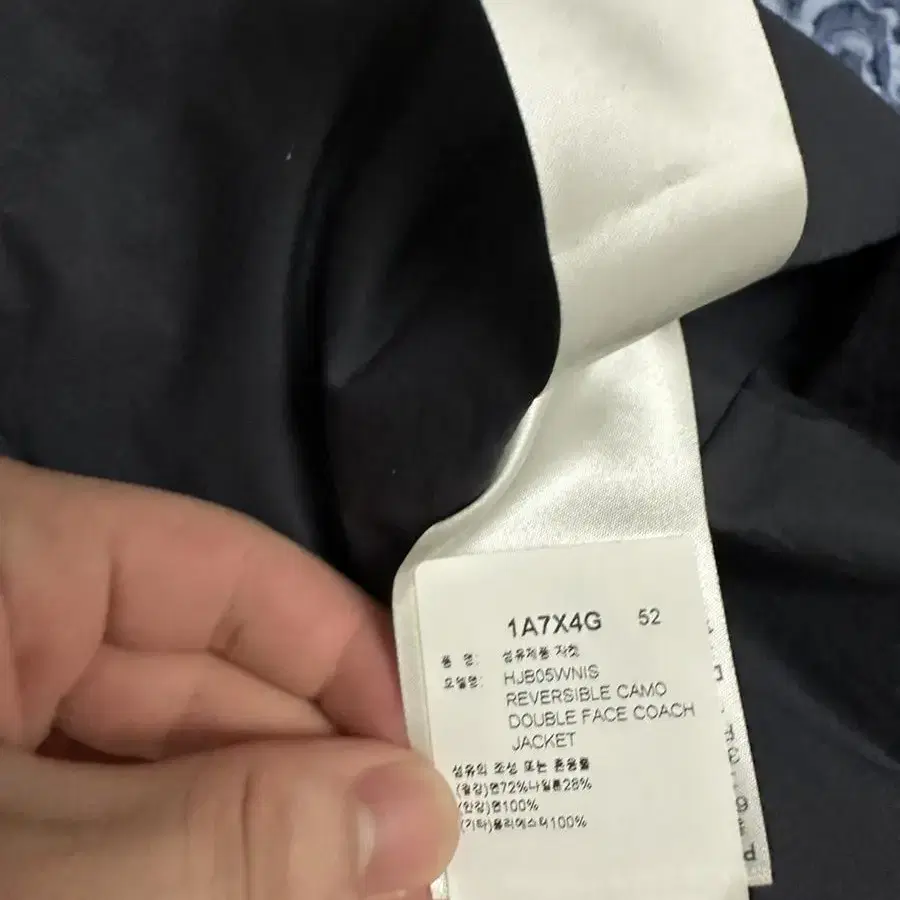 1A7X4G 52
품 명: 섬유제품 자켓
모델명: HJB05WNIS
REVERSIBLE CAMO
DOUBLE FACE COACH
JACKET
섬유의 조성 또는 혼용율
(겉감)면72%나일론28%
(안감)면100%
(기타)폴리에스터100%